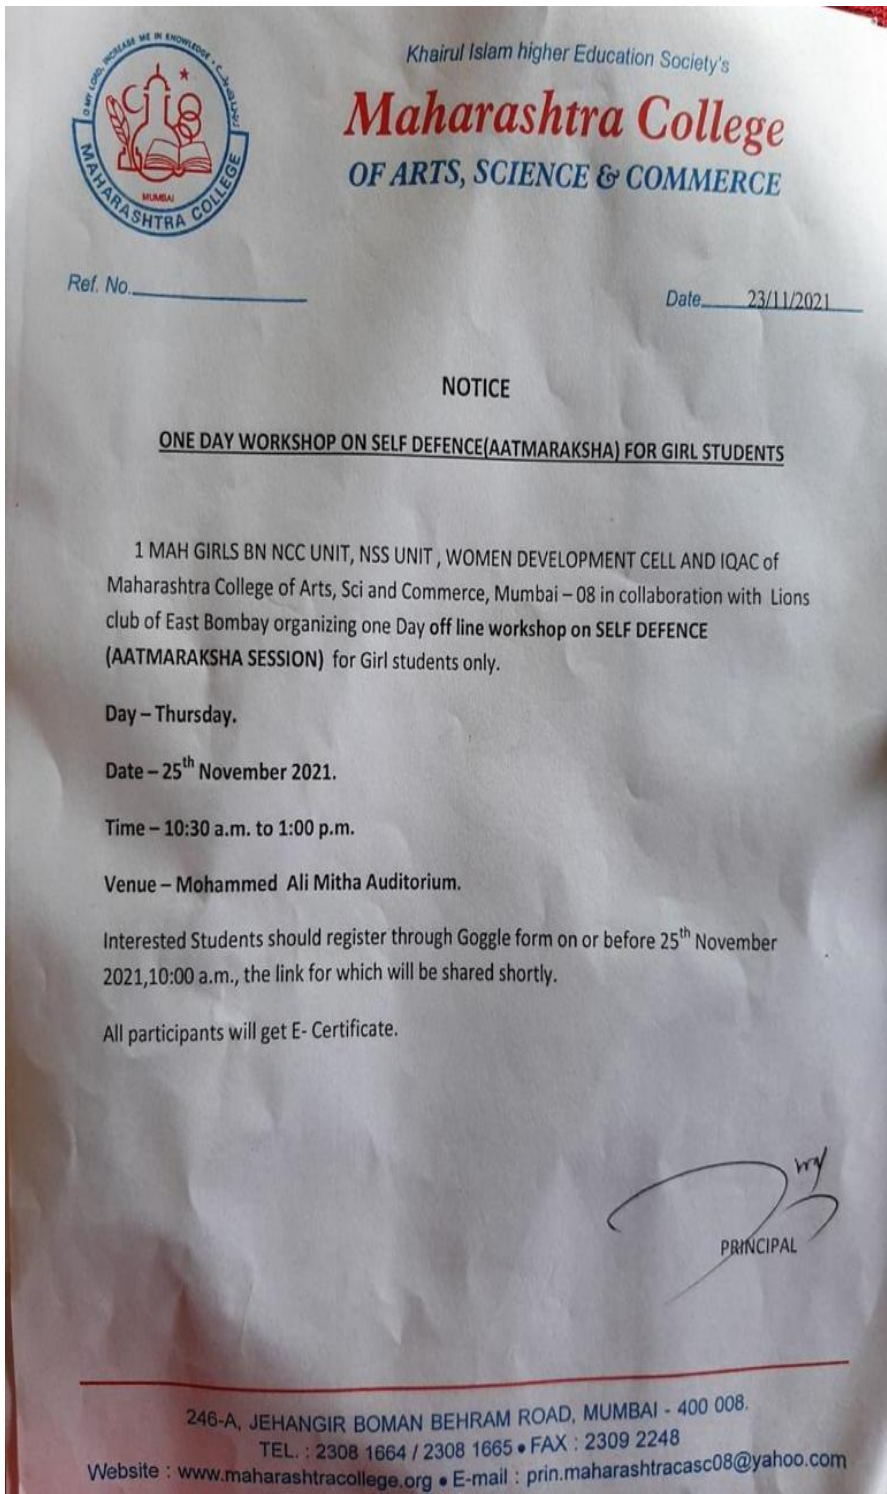 O MY LORD, INCREASE ME IN KNOWLEDGE
MUMBAI
MAHARASHTRA COLLEGE
Khairul Islam higher Education Society's
Maharashtra College
OF ARTS, SCIENCE & COMMERCE
Ref. No.
Date 23/11/2021
NOTICE
ONE DAY WORKSHOP ON SELF DEFENCE(AATMARAKSHA) FOR GIRL STUDENTS
1 MAH GIRLS BN NCC UNIT, NSS UNIT , WOMEN DEVELOPMENT CELL AND IQAC of
Maharashtra College of Arts, Sci and Commerce, Mumbai – 08 in collaboration with Lions
club of East Bombay organizing one Day off line workshop on SELF DEFENCE
(AATMARAKSHA SESSION) for Girl students only.
Day – Thursday.
Date – 25th November 2021.
Time – 10:30 a.m. to 1:00 p.m.
Venue – Mohammed Ali Mitha Auditorium.
Interested Students should register through Goggle form on or before 25th November
2021,10:00 a.m., the link for which will be shared shortly.
All participants will get E- Certificate.
PRINCIPAL
246-A, JEHANGIR BOMAN BEHRAM ROAD, MUMBAI - 400 008.
TEL. : 2308 1664 / 2308 1665 • FAX : 2309 2248
Website : www.maharashtracollege.org • E-mail : prin.maharashtracasc08@yahoo.com